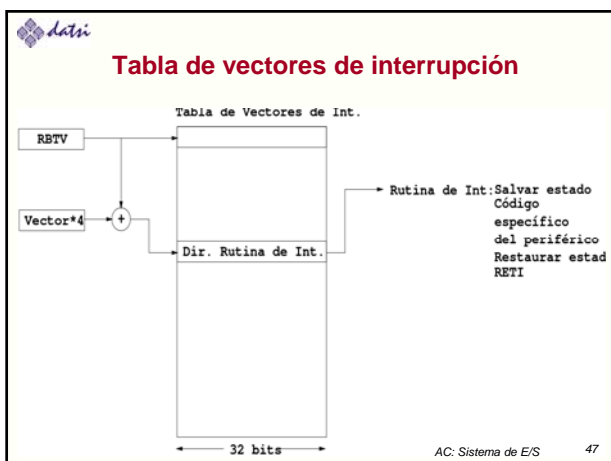 datsi
Tabla de vectores de interrupción
Tabla de Vectores de Int.
RBTV
Vector*4
+
Dir. Rutina de Int.
Rutina de Int:Salvar estado
Código
específico
del periférico
Restaurar estad
RETI
32 bits
AC: Sistema de E/S 47